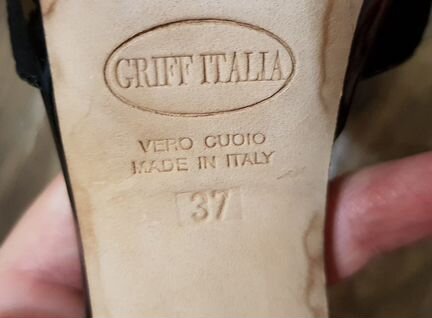 GRIFF ITALIA
VERO CUOIO
MADE IN ITALY
37